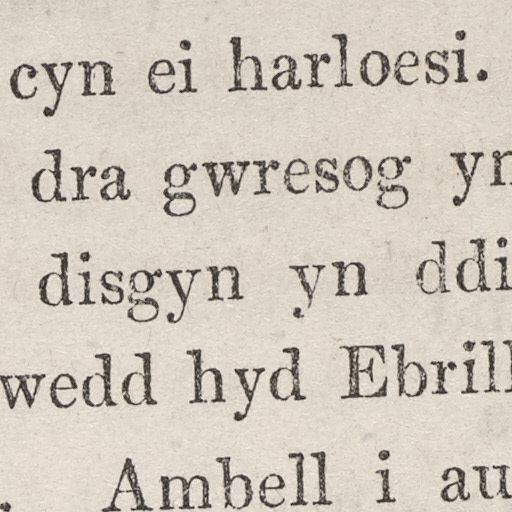 cyn ei harloesi.
dra gwresog yn
disgyn yn ddi
wedd hyd Ebrill
. Ambell i au